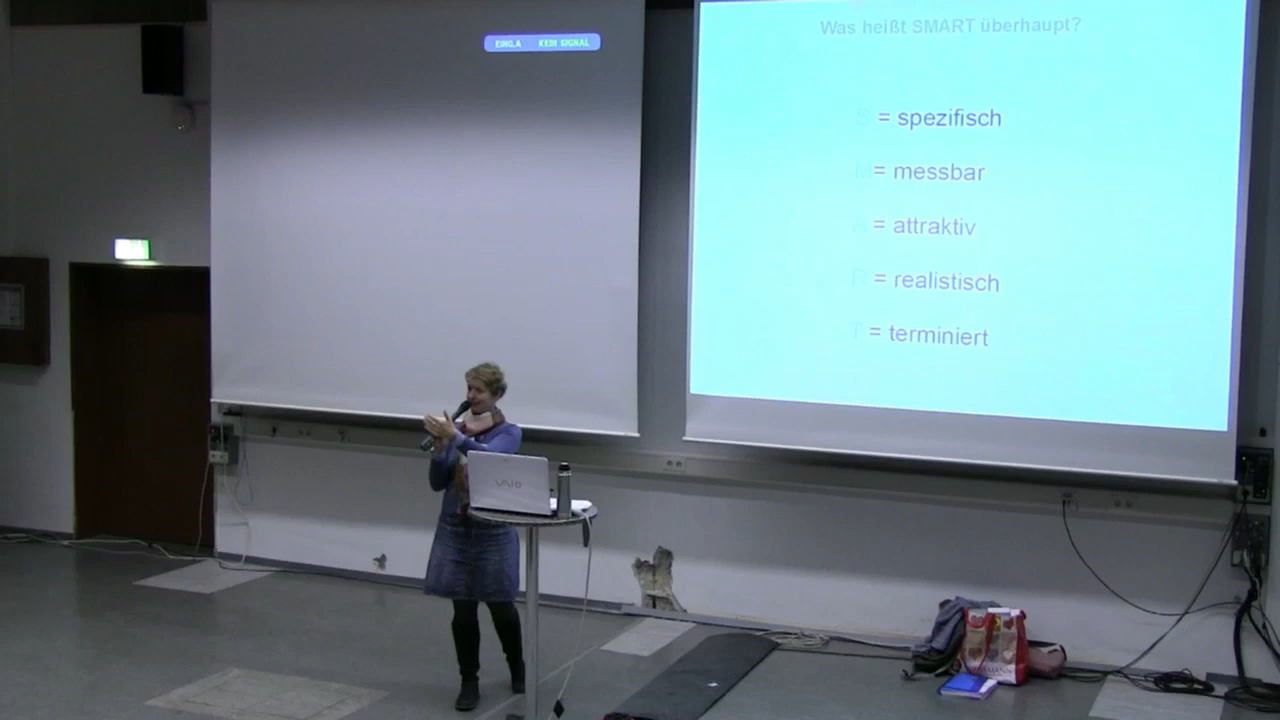 EING.A KEIN SIGNAL
Was heißt SMART überhaupt?
S = spezifisch
M = messbar
A = attraktiv
R = realistisch
T = terminiert
VAIO